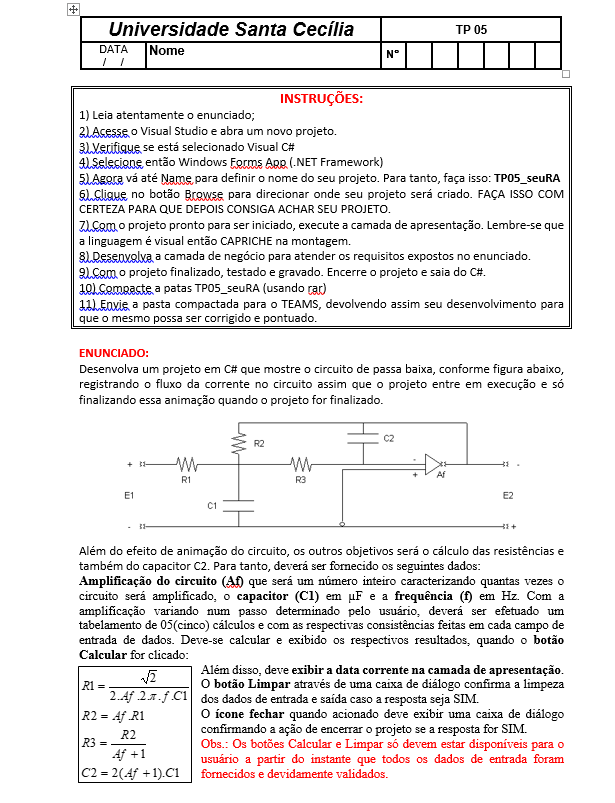 Universidade Santa Cecília
TP 05
DATA
/ /
Nome
N°
INSTRUÇÕES:
1) Leia atentamente o enunciado;
2) Acesse o Visual Studio e abra um novo projeto.
3) Verifique se está selecionado Visual C#
4) Selecione então Windows Forms App (.NET Framework)
5) Agora vá até Name para definir o nome do seu projeto. Para tanto, faça isso: TP05_seuRA
6) Clique no botão Browse para direcionar onde seu projeto será criado. FAÇA ISSO COM
CERTEZA PARA QUE DEPOIS CONSIGA ACHAR SEU PROJETO.
7) Com o projeto pronto para ser iniciado, execute a camada de apresentação. Lembre-se que
a linguagem é visual então CAPRICHE na montagem.
8) Desenvolva a camada de negócio para atender os requisitos expostos no enunciado.
9) Com o projeto finalizado, testado e gravado. Encerre o projeto e saia do C#.
10) Compacte a patas TP05_seuRA (usando rar)
11) Envie a pasta compactada para o TEAMS, devolvendo assim seu desenvolvimento para
que o mesmo possa ser corrigido e pontuado.
ENUNCIADO:
Desenvolva um projeto em C# que mostre o circuito de passa baixa, conforme figura abaixo,
registrando o fluxo da corrente no circuito assim que o projeto entre em execução e só
finalizando essa animação quando o projeto for finalizado.
R2
C2
+
-
-
R1
R3
+
Af
E1
C1
E2
-
+
Além do efeito de animação do circuito, os outros objetivos será o cálculo das resistências e
também do capacitor C2. Para tanto, deverá ser fornecido os seguintes dados:
Amplificação do circuito (Af) que será um número inteiro caracterizando quantas vezes o
circuito será amplificado, o capacitor (C1) em µF e a frequência (f) em Hz. Com a
amplificação variando num passo determinado pelo usuário, deverá ser efetuado um
tabelamento de 05(cinco) cálculos e com as respectivas consistências feitas em cada campo de
entrada de dados. Deve-se calcular e exibido os respectivos resultados, quando o botão
Calcular for clicado:
R1 = √2 / 2.Af .2.π.f.C1
R2 = Af.R1
R3 = R2 / Af +1
C2 = 2(Af +1).C1
Além disso, deve exibir a data corrente na camada de apresentação.
O botão Limpar através de uma caixa de diálogo confirma a limpeza
dos dados de entrada e saída caso a resposta seja SIM.
O ícone fechar quando acionado deve exibir uma caixa de diálogo
confirmando a ação de encerrar o projeto se a resposta for SIM.
Obs.: Os botões Calcular e Limpar só devem estar disponíveis para o
usuário a partir do instante que todos os dados de entrada foram
fornecidos e devidamente validados.